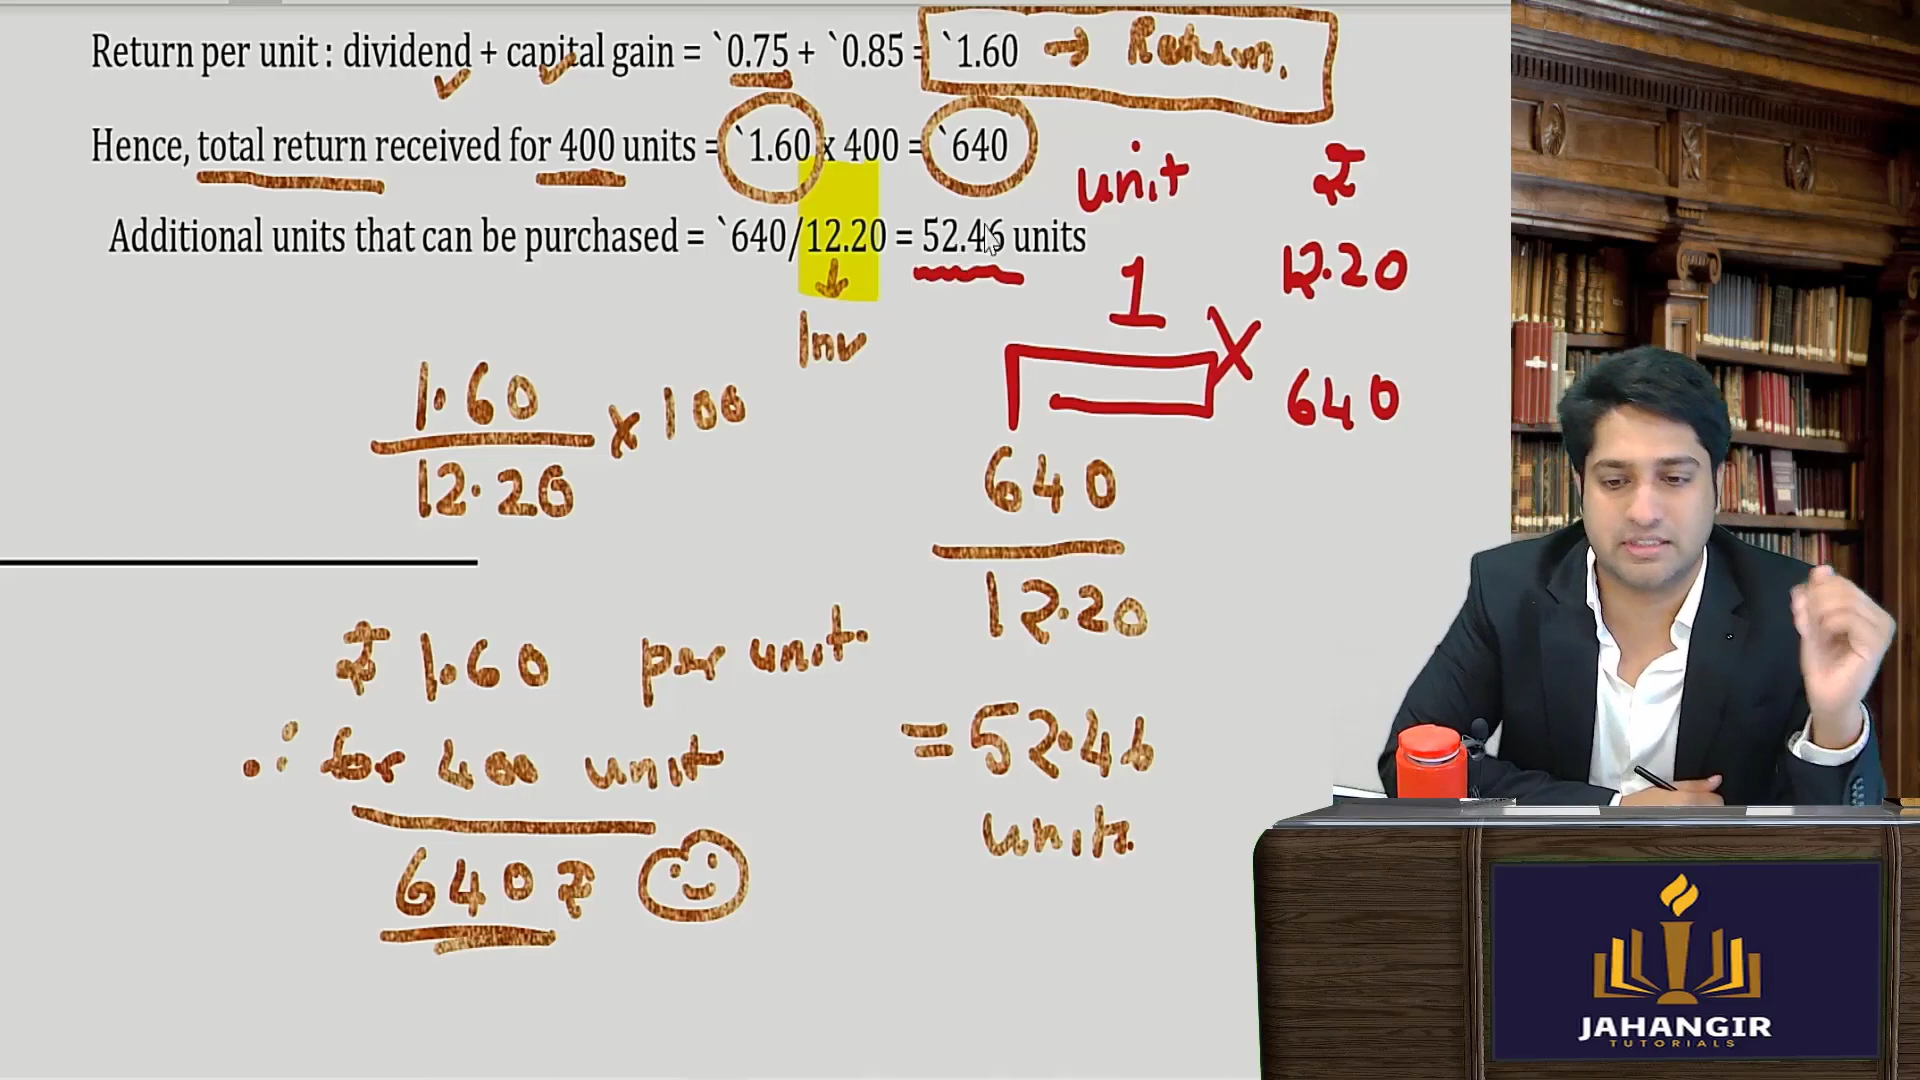 Return per unit : dividend + capital gain = `0.75 + `0.85 = `1.60 → Return.
Hence, total return received for 400 units = `1.60 x 400 = `640
Additional units that can be purchased = `640/12.20 = 52.46 units
Inv
unit ₹
1 12.20
X 640
1.60
12.20
x 100
640
12.20
= 52.46
units
₹ 1.60 per unit.
∴ for 400 unit
640 ₹
JAHANGIR
TUTORIALS